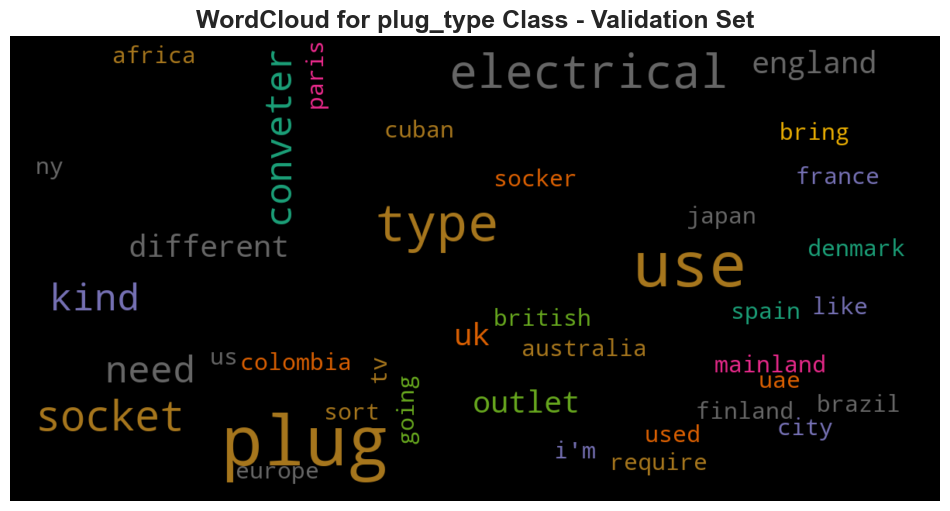 WordCloud for plug_type Class - Validation Set
africa
conveter
paris
electrical
england
cuban
bring
ny
socker
france
type
japan
different
use
denmark
kind
british
spain
like
uk
australia
need
us
colombia
tv
mainland
uae
socket
plug
sort
going
outlet
finland
brazil
city
europe
i'm
used
require